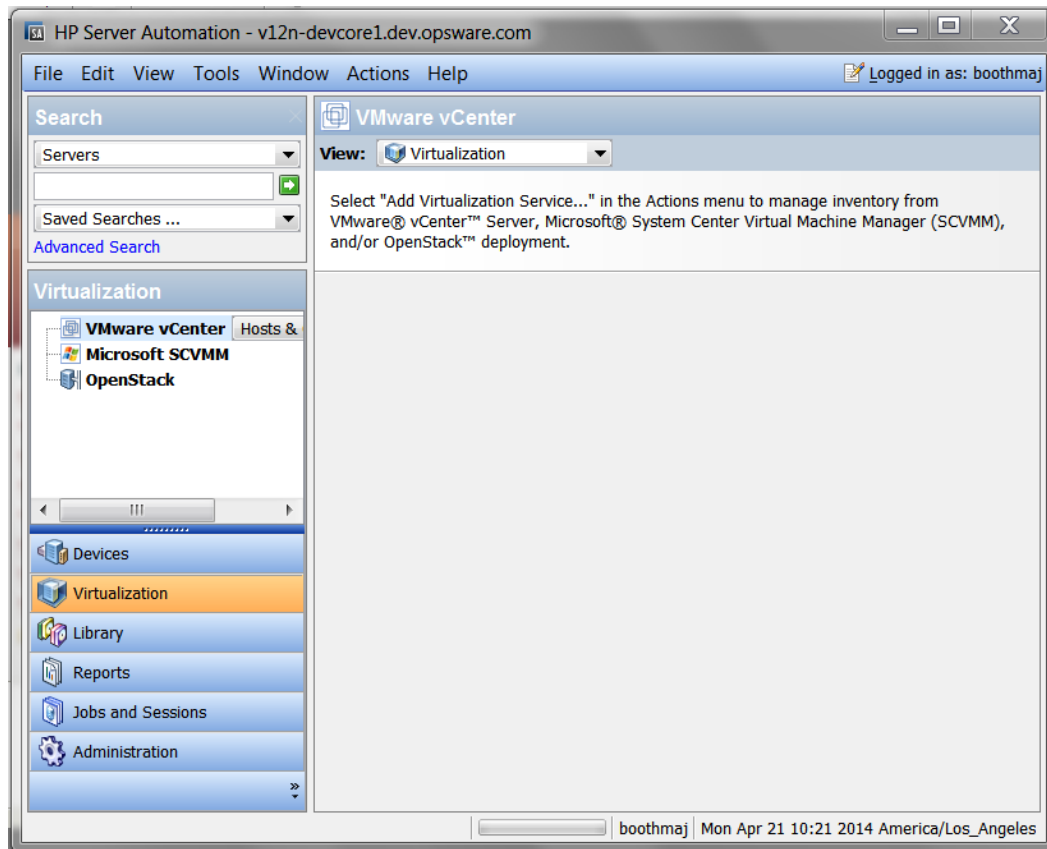 SA HP Server Automation - v12n-devcore1.dev.opsware.com
File Edit View Tools Window Actions Help Logged in as: boothmaj
Search
Servers
Saved Searches ...
Advanced Search
Virtualization
VMware vCenter Hosts &
Microsoft SCVMM
OpenStack
Devices
Virtualization
Library
Reports
Jobs and Sessions
Administration
VMware vCenter
View: Virtualization
Select "Add Virtualization Service..." in the Actions menu to manage inventory from
VMware® vCenter™ Server, Microsoft® System Center Virtual Machine Manager (SCVMM),
and/or OpenStack™ deployment.
boothmaj Mon Apr 21 10:21 2014 America/Los_Angeles